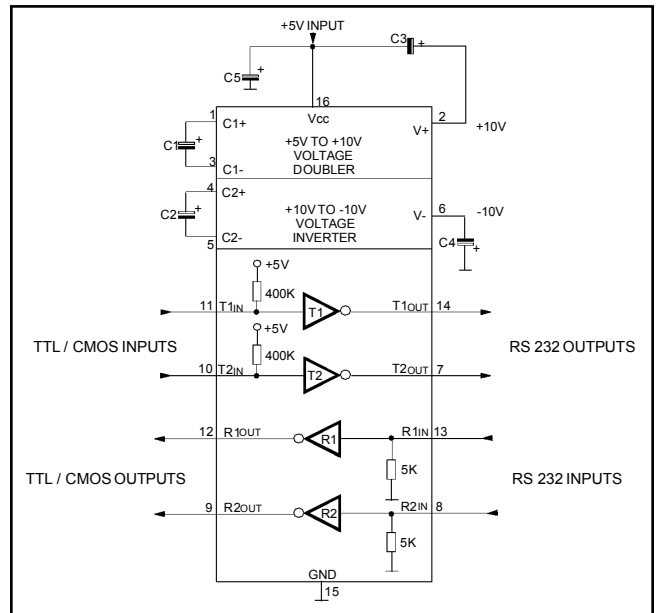 +5V INPUT
C3
+
+
C5
16
1
C1+
Vcc
2
V+
+10V
+
C1
+5V TO +10V
VOLTAGE
DOUBLER
3
C1-
4
C2+
+
C2
+10V TO -10V
VOLTAGE
INVERTER
6
V-
-10V
C2-
5
C4
+
+5V
400K
11
T1IN
T1
T1OUT
14
+5V
TTL / CMOS INPUTS
RS 232 OUTPUTS
400K
10
T2IN
T2
T2OUT
7
12
R1OUT
R1
R1IN
13
5K
TTL / CMOS OUTPUTS
RS 232 INPUTS
9
R2OUT
R2
R2IN
8
5K
GND
15